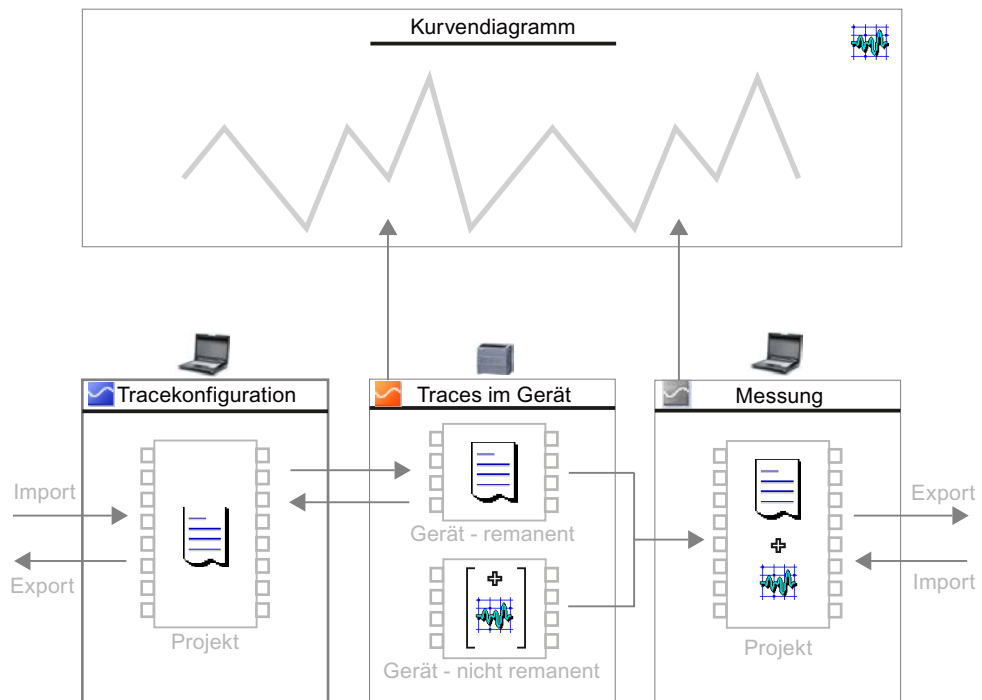 Kurvendiagramm
Tracekonfiguration
Traces im Gerät
Messung
Import
Export
Projekt
Gerät - remanent
Gerät - nicht remanent
Projekt
Export
Import